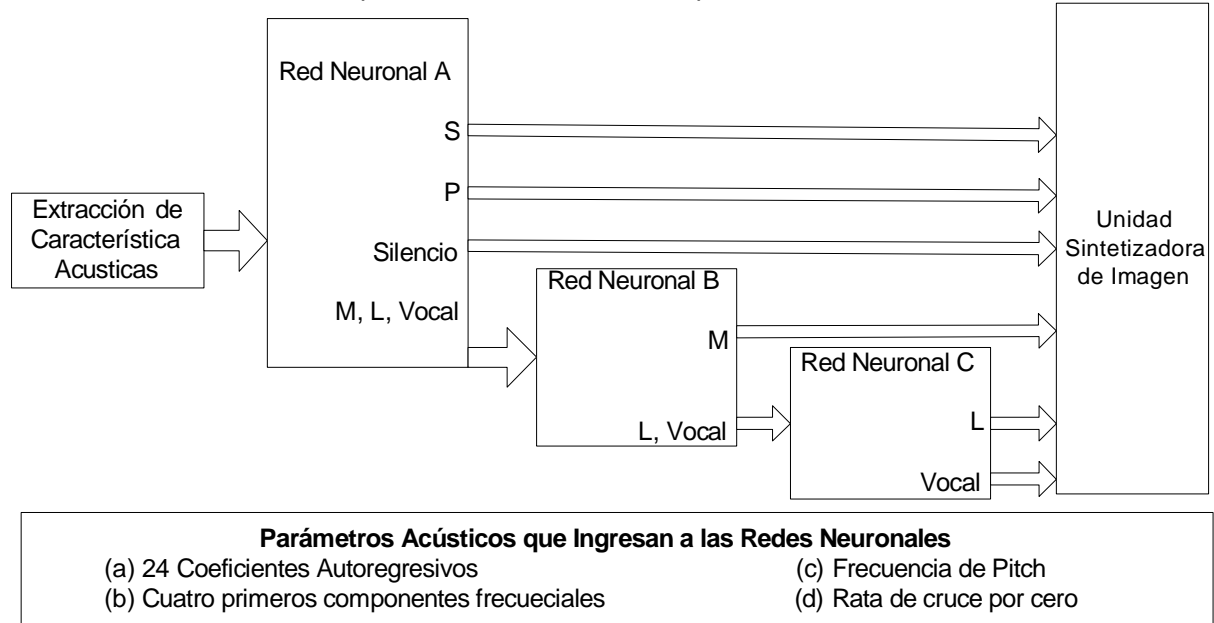 Red Neuronal A
S
P
Silencio
M, L, Vocal
Extracción de
Característica
Acusticas
Red Neuronal B
M
L, Vocal
Red Neuronal C
L
Vocal
Unidad
Sintetizadora
de Imagen
Parámetros Acústicos que Ingresan a las Redes Neuronales
(a) 24 Coeficientes Autoregresivos
(b) Cuatro primeros componentes frecueciales
(c) Frecuencia de Pitch
(d) Rata de cruce por cero